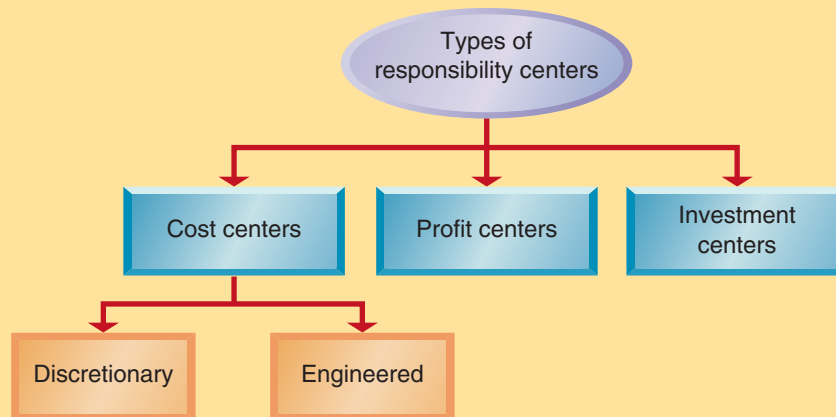 Types of
responsibility centers
Cost centers
Profit centers
Investment
centers
Discretionary
Engineered